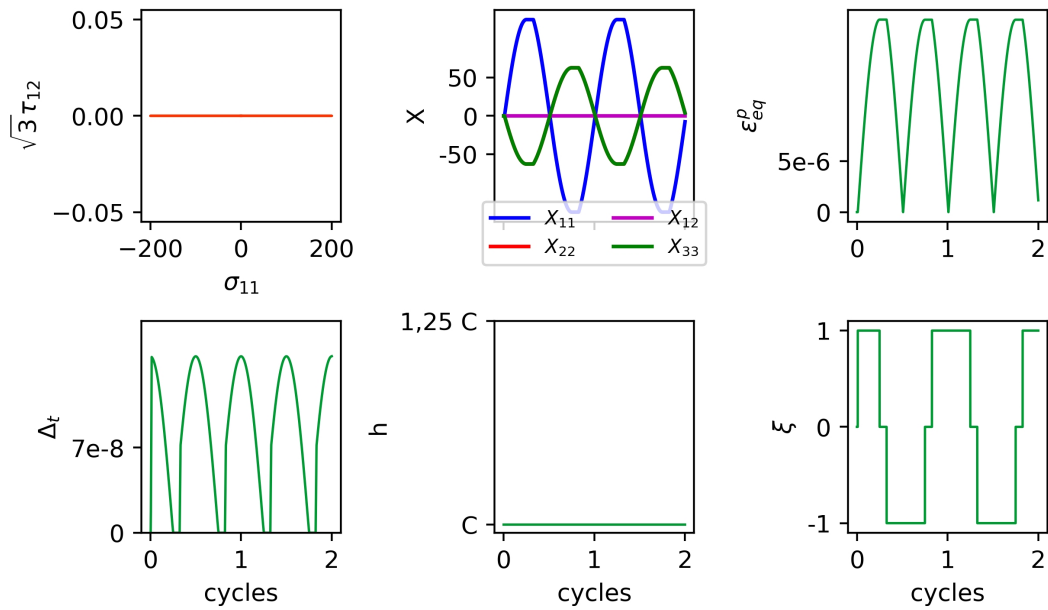 0.05
0.00
−0.05
√3 τ₁₂
−200 0 200
σ₁₁
50
0
-50
X
X₁₁ X₁₂
X₂₂ X₃₃
5e-6
0
εᵖₑq
0 1 2
7e-8
0
Δₜ
0 1 2
cycles
1,25 C
C
h
0 1 2
cycles
1
0
-1
ξ
0 1 2
cycles